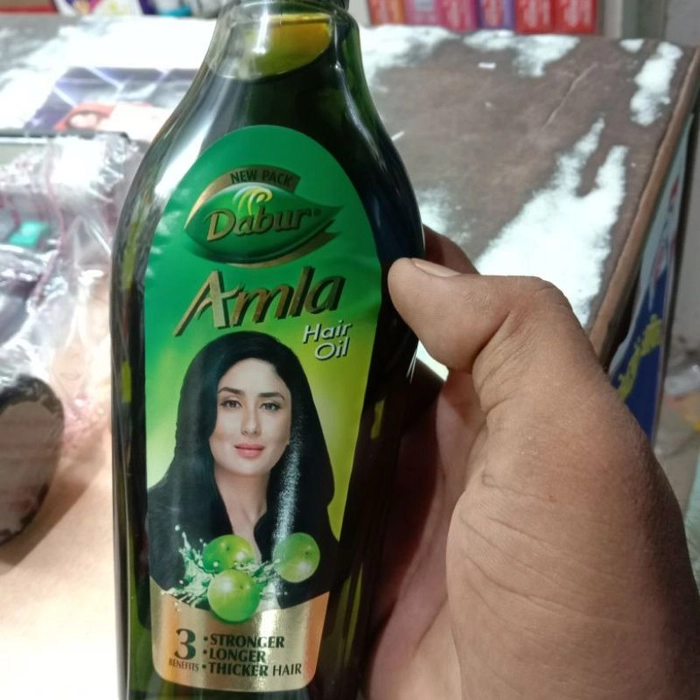 NEW PACK
Dabur®
Amla
Hair
Oil
3 BENEFITS
• STRONGER
• LONGER
• THICKER HAIR